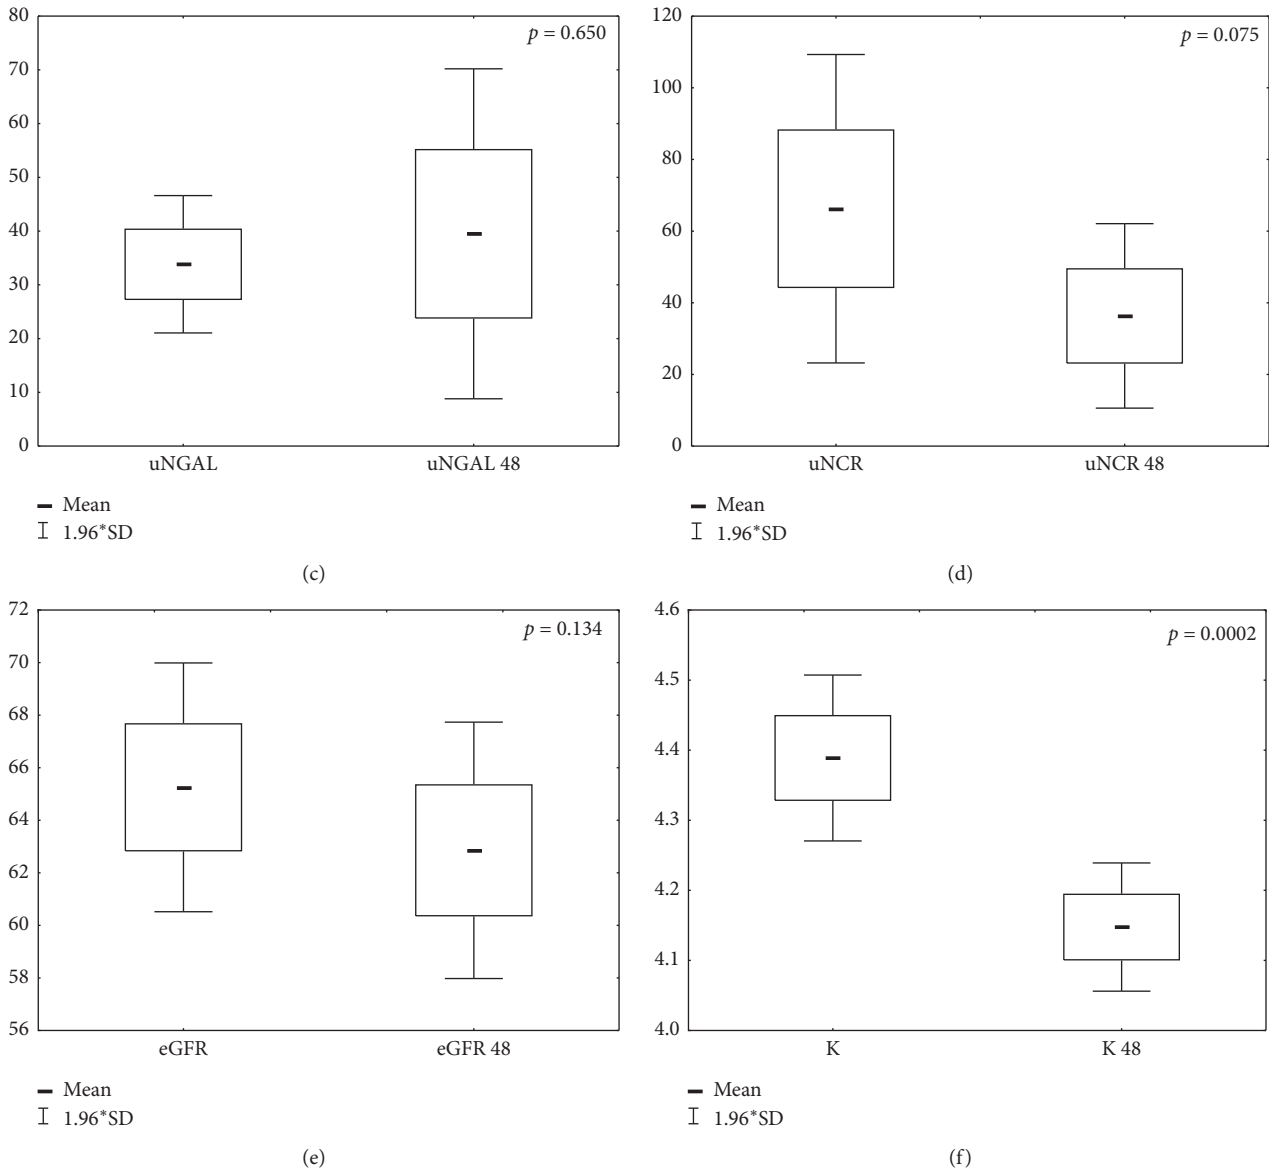 80
70
60
50
40
30
20
10
0
p = 0.650
uNGAL
uNGAL 48
Mean
1.96*SD
(c)
120
100
80
60
40
20
0
p = 0.075
uNCR
uNCR 48
Mean
1.96*SD
(d)
72
70
68
66
64
62
60
58
56
p = 0.134
eGFR
eGFR 48
Mean
1.96*SD
(e)
4.6
4.5
4.4
4.3
4.2
4.1
4.0
p = 0.0002
K
K 48
Mean
1.96*SD
(f)